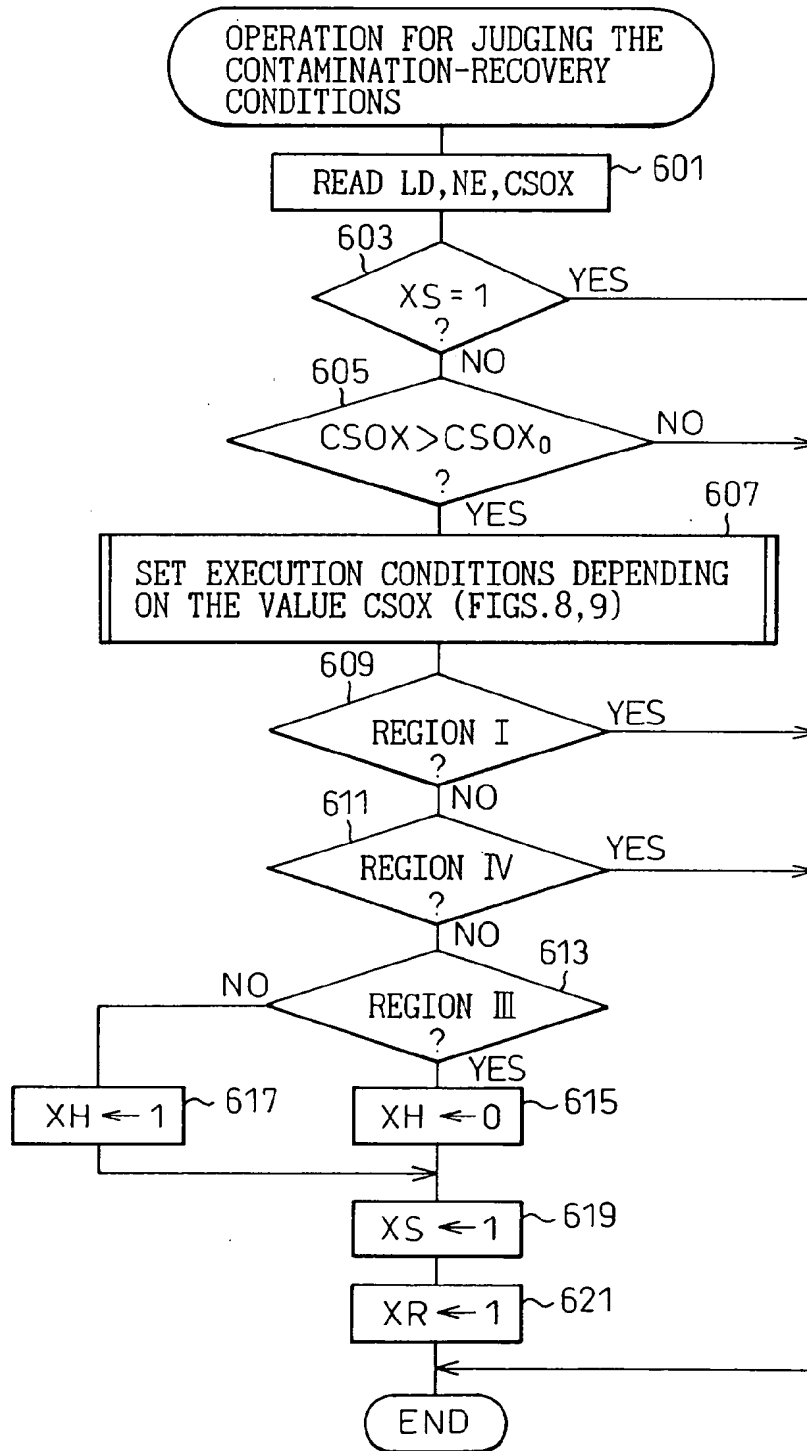 OPERATION FOR JUDGING THE
CONTAMINATION-RECOVERY
CONDITIONS
READ LD,NE,CSOX
601
603
XS = 1
?
YES
NO
605
CSOX>CSOX₀
?
NO
YES
607
SET EXECUTION CONDITIONS DEPENDING
ON THE VALUE CSOX (FIGS.8,9)
609
REGION I
?
YES
NO
611
REGION IV
?
YES
NO
613
REGION III
?
NO
YES
XH ← 1
617
XH ← 0
615
XS ← 1
619
XR ← 1
621
END